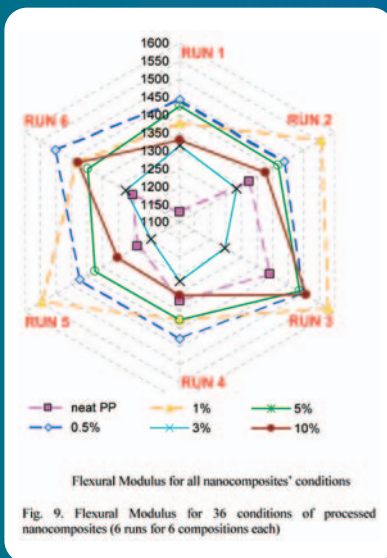 1600
1550
1500
1450
1400
1350
1300
1250
1200
1150
1100
RUN 1
RUN 2
RUN 3
RUN 4
RUN 5
RUN 6
neat PP
1%
5%
0.5%
3%
10%
Flexural Modulus for all nanocomposites' conditions
Fig. 9. Flexural Modulus for 36 conditions of processed
nanocomposites (6 runs for 6 compositions each)